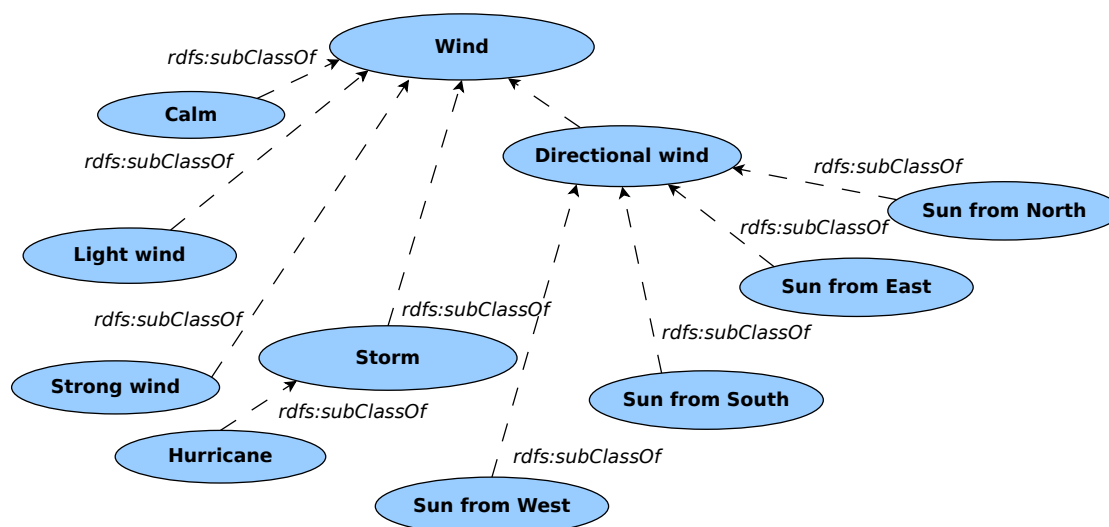 Wind
rdfs:subClassOf
Calm
Directional wind
rdfs:subClassOf
rdfs:subClassOf
Sun from North
rdfs:subClassOf
Light wind
Sun from East
rdfs:subClassOf
rdfs:subClassOf
rdfs:subClassOf
Storm
Strong wind
Sun from South
rdfs:subClassOf
Hurricane
rdfs:subClassOf
Sun from West